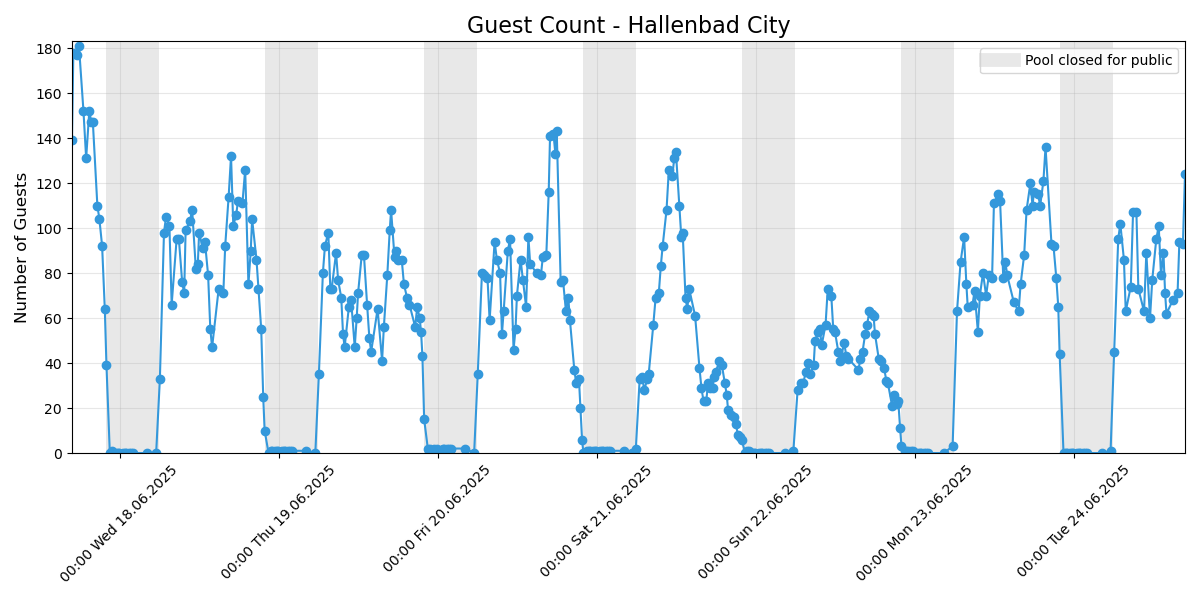 Guest Count - Hallenbad City
Pool closed for public
Number of Guests
180
160
140
120
100
80
60
40
20
0
00:00 Wed 18.06.2025
00:00 Thu 19.06.2025
00:00 Fri 20.06.2025
00:00 Sat 21.06.2025
00:00 Sun 22.06.2025
00:00 Mon 23.06.2025
00:00 Tue 24.06.2025